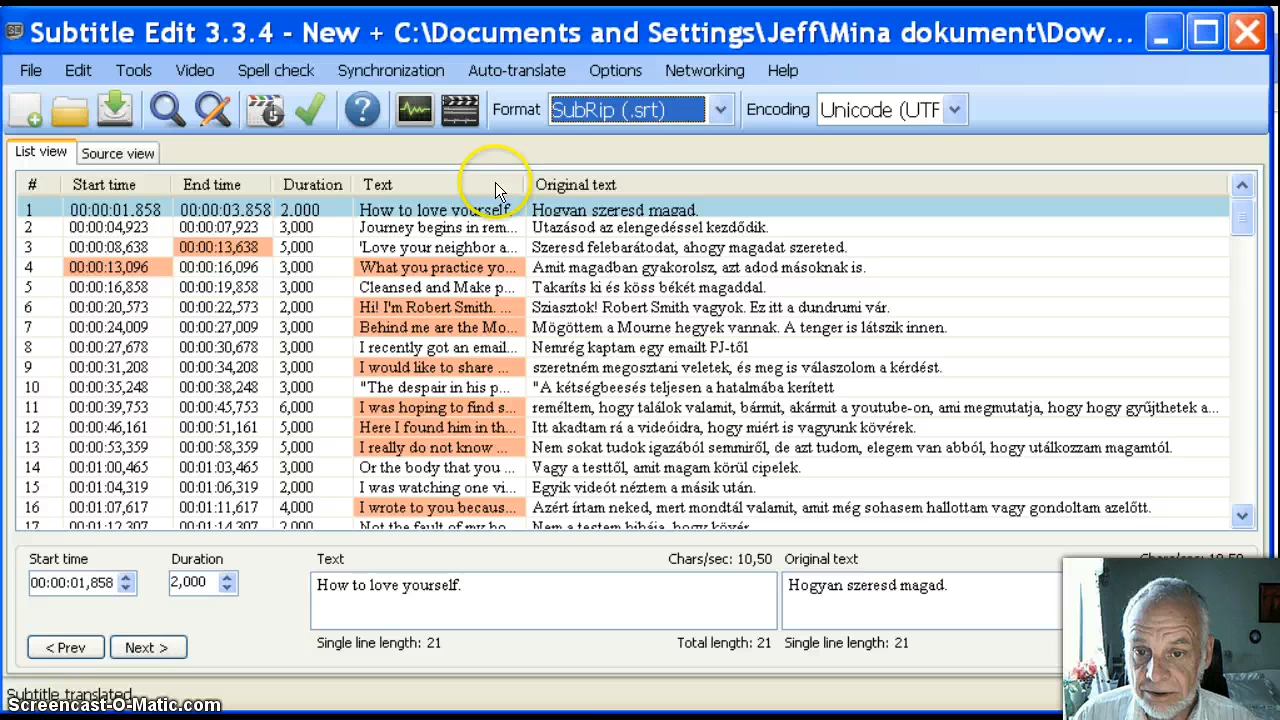 Subtitle Edit 3.3.4 - New + C:\Documents and Settings\Jeff\Mina dokument\Dow...
File Edit Tools Video Spell check Synchronization Auto-translate Options Networking Help
Format SubRip (.srt) Encoding Unicode (UTF
List view Source view
# Start time End time Duration Text Original text
1 00:00:01.858 00:00:03.858 2.000 How to love yourself. Hogyan szeresd magad.
2 00:00:04,923 00:00:07,923 3,000 Journey begins in rem... Utazásod az elengedéssel kezdődik.
3 00:00:08,638 00:00:13,638 5,000 'Love your neighbor a... Szeresd felebarátodat, ahogy magadat szereted.
4 00:00:13,096 00:00:16,096 3,000 What you practice yo... Amit magadban gyakorolsz, azt adod másoknak is.
5 00:00:16,858 00:00:19,858 3,000 Cleansed and Make p... Takaríts ki és köss békét magaddal.
6 00:00:20,573 00:00:22,573 2,000 Hi! I'm Robert Smith. ... Sziasztok! Robert Smith vagyok. Ez itt a dundrumi vár.
7 00:00:24,009 00:00:27,009 3,000 Behind me are the Mo... Mögöttem a Mourne hegyek vannak. A tenger is látszik innen.
8 00:00:27,678 00:00:30,678 3,000 I recently got an email... Nemrég kaptam egy emailt PJ-től
9 00:00:31,208 00:00:34,208 3,000 I would like to share ... szeretném megosztani veletek, és meg is válaszolom a kérdést.
10 00:00:35,248 00:00:38,248 3,000 "The despair in his p... "A kétségbeesés teljesen a hatalmába kerített
11 00:00:39,753 00:00:45,753 6,000 I was hoping to find s... reméltem, hogy találok valamit, bármit, akármit a youtube-on, ami megmutatja, hogy hogy gyűjthetek a...
12 00:00:46,161 00:00:51,161 5,000 Here I found him in th... Itt akadtam rá a videóidra, hogy miért is vagyunk kövérek.
13 00:00:53,359 00:00:58,359 5,000 I really do not know ... Nem sokat tudok igazából semmiről, de azt tudom, elegem van abból, hogy utálkozzam magamtól.
14 00:01:00,465 00:01:03,465 3,000 Or the body that you ... Vagy a testtől, amit magam körül cipelek.
15 00:01:04,319 00:01:06,319 2,000 I was watching one vi... Egyik videót néztem a másik után.
16 00:01:07,617 00:01:11,617 4,000 I wrote to you becaus... Azért írtam neked, mert mondtál valamit, amit még sohasem hallottam vagy gondoltam azelőtt.
17 00:01:12,307 00:01:14,307 2,000 Not the fault of my bo... Nem a testem hibája, hogy kövér
Start time Duration Text Chars/sec: 10,50 Original text
00:00:01,858 2,000 How to love yourself. Hogyan szeresd magad.
< Prev Next > Single line length: 21 Total length: 21 Single line length: 21
Subtitle translated
Screencast-O-Matic.com